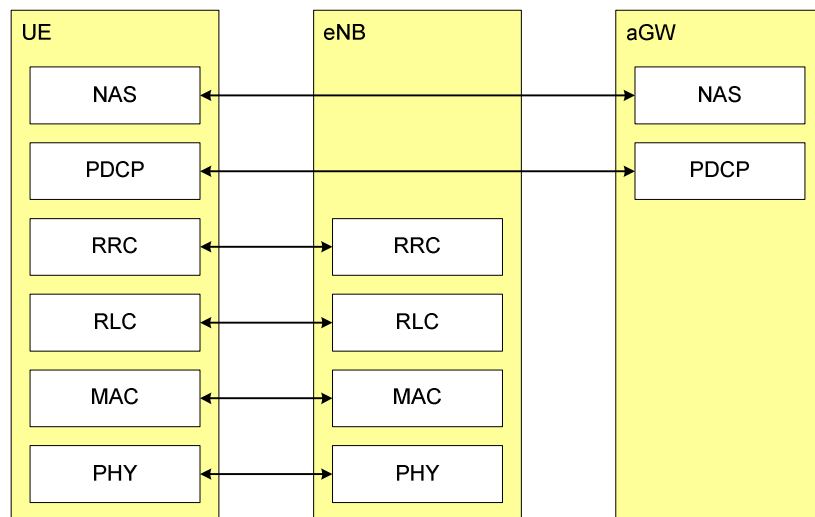 UE eNB aGW
NAS NAS
PDCP PDCP
RRC RRC
RLC RLC
MAC MAC
PHY PHY